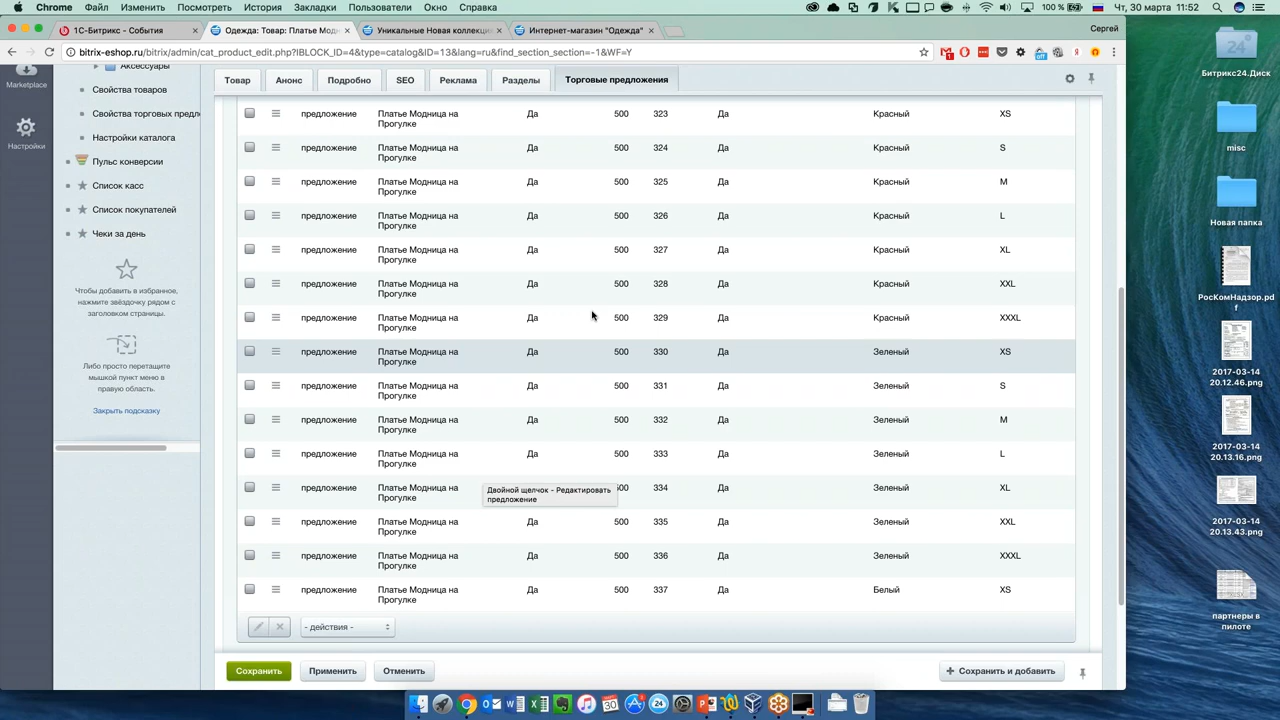 Chrome Файл Изменить Посмотреть История Закладки Пользователи Окно Справка 100 % Чт, 30 марта 11:52
1С-Битрикс - События Одежда: Товар: Платье Модн Уникальные Новая коллекци Интернет-магазин "Одежда" Сергей
bitrix-eshop.ru/bitrix/admin/cat_product_edit.php?IBLOCK_ID=4&type=catalog&ID=13&lang=ru&find_section_section=-1&WF=Y
Marketplace
Настройки
Аксессуары
Свойства товаров
Свойства торговых предл
Настройки каталога
Пульс конверсии
Список касс
Список покупателей
Чеки за день
Чтобы добавить в избранное,
нажмите звёздочку рядом с
заголовком страницы.
Либо просто перетащите
мышкой пункт меню в
правую область.
Закрыть подсказку
Товар Анонс Подробно SEO Реклама Разделы Торговые предложения
предложение Платье Модница на Прогулке Да 500 323 Да Красный XS
предложение Платье Модница на Прогулке Да 500 324 Да Красный S
предложение Платье Модница на Прогулке Да 500 325 Да Красный M
предложение Платье Модница на Прогулке Да 500 326 Да Красный L
предложение Платье Модница на Прогулке Да 500 327 Да Красный XL
предложение Платье Модница на Прогулке Да 500 328 Да Красный XXL
предложение Платье Модница на Прогулке Да 500 329 Да Красный XXXL
предложение Платье Модница на Прогулке Да 500 330 Да Зеленый XS
предложение Платье Модница на Прогулке Да 500 331 Да Зеленый S
предложение Платье Модница на Прогулке Да 500 332 Да Зеленый M
предложение Платье Модница на Прогулке Да 500 333 Да Зеленый L
предложение Платье Модница на Прогулке 334 Да Зеленый XL
Двойной щелчок - Редактировать
предложение
предложение Платье Модница на Прогулке Да 500 335 Да Зеленый XXL
предложение Платье Модница на Прогулке Да 500 336 Да Зеленый XXXL
предложение Платье Модница на Прогулке Да 500 337 Да Белый XS
- действия -
Сохранить Применить Отменить Сохранить и добавить
Битрикс24.Диск
misc
Новая папка
РосКомНадзор.pd
f
2017-03-14
20.12.46.png
2017-03-14
20.13.16.png
2017-03-14
20.13.43.png
партнеры в
пилоте